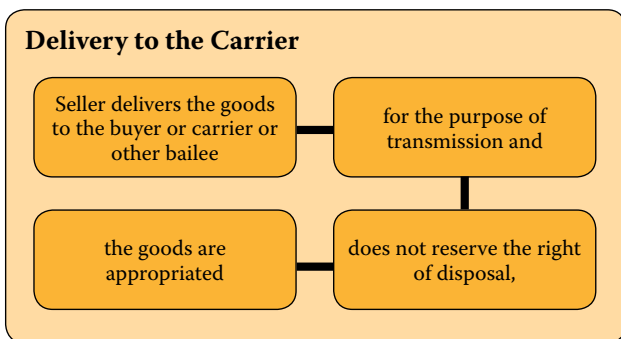 Delivery to the Carrier
Seller delivers the goods
to the buyer or carrier or
other bailee
for the purpose of
transmission and
does not reserve the right
of disposal,
the goods are
appropriated